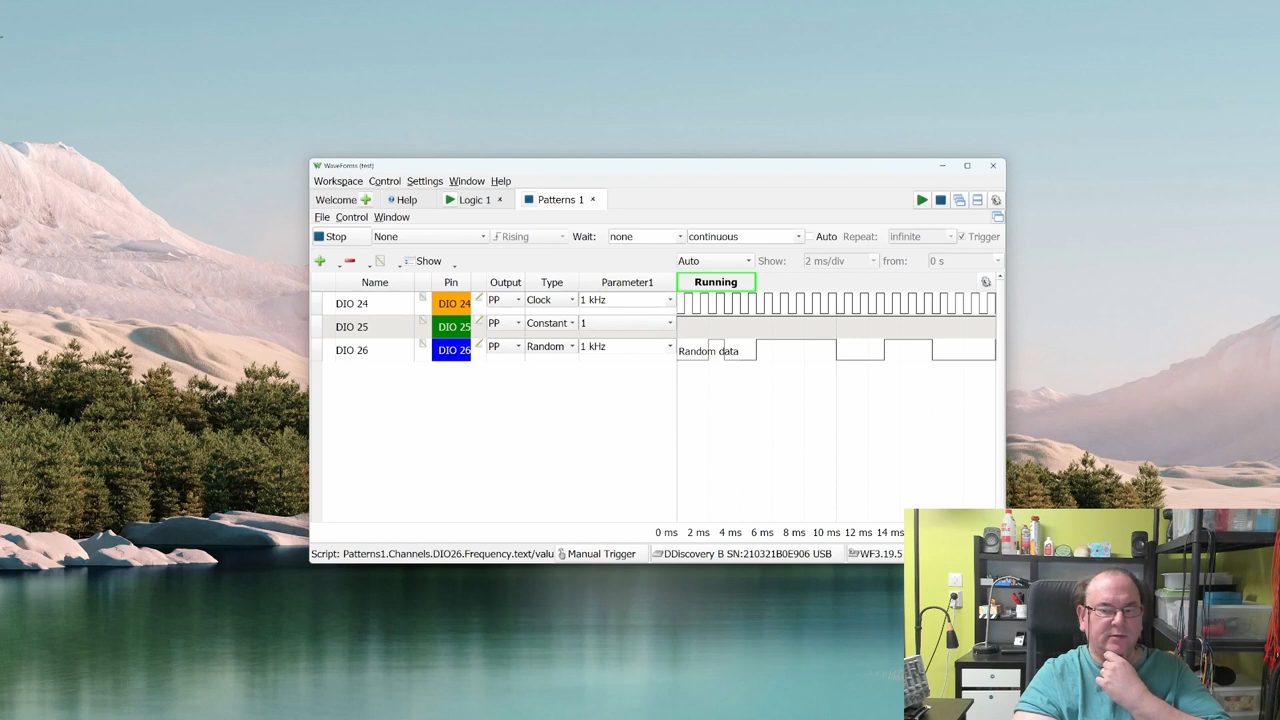 WaveForms (test)
Workspace Control Settings Window Help
Welcome Help Logic 1 × Patterns 1 ×
File Control Window
Stop None Rising Wait: none continuous Auto Repeat: infinite Trigger
Show Auto Show: 2 ms/div from: 0 s
Name Pin Output Type Parameter1 Running
DIO 24 DIO 24 PP Clock 1 kHz
DIO 25 DIO 25 PP Constant 1
DIO 26 DIO 26 PP Random 1 kHz Random data
0 ms 2 ms 4 ms 6 ms 8 ms 10 ms 12 ms 14 ms
Script: Patterns1.Channels.DIO26.Frequency.text/valu Manual Trigger DDiscovery B SN:210321B0E906 USB WF3.19.5